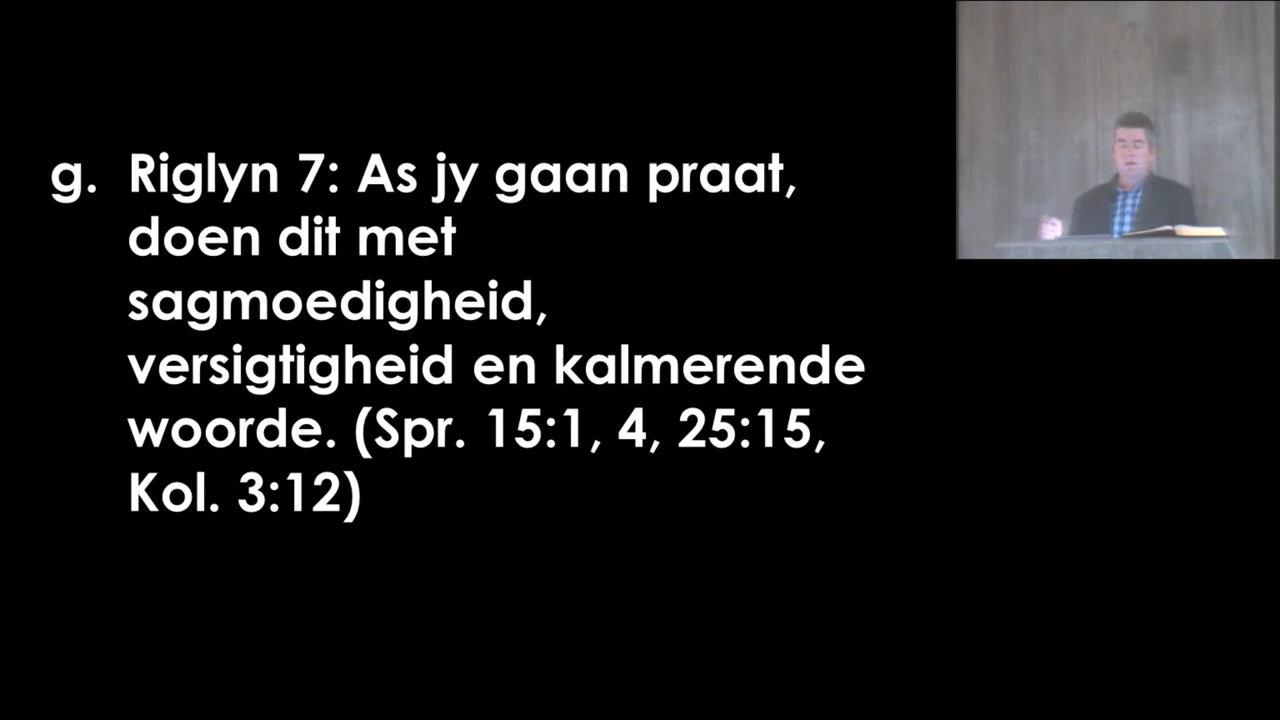 g. Riglyn 7: As jy gaan praat,
doen dit met
sagmoedigheid,
versigtigheid en kalmerende
woorde. (Spr. 15:1, 4, 25:15,
Kol. 3:12)